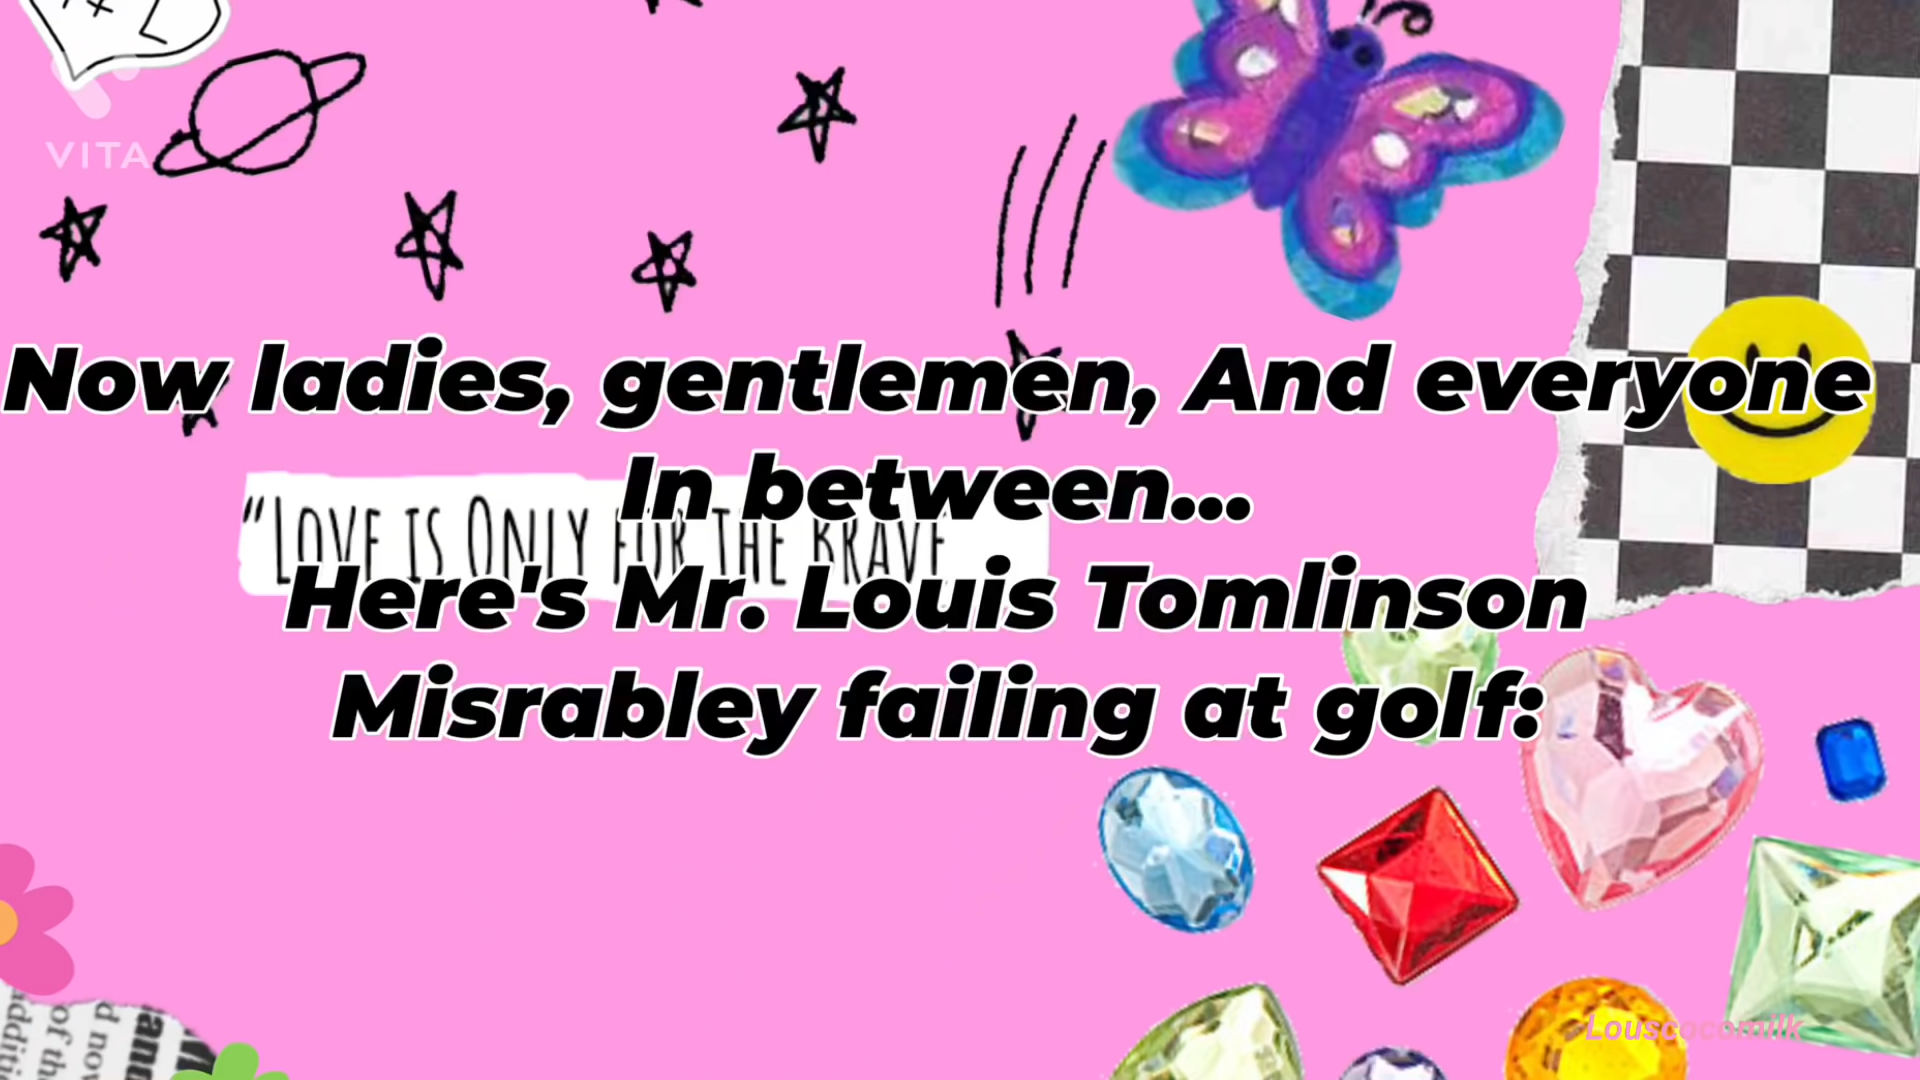 VITA
Now ladies, gentlemen, And everyone
In between...
"LOVE IS ONLY FOR THE BRAVE"
Here's Mr. Louis Tomlinson
Misrabley failing at golf:
Louscocomilk